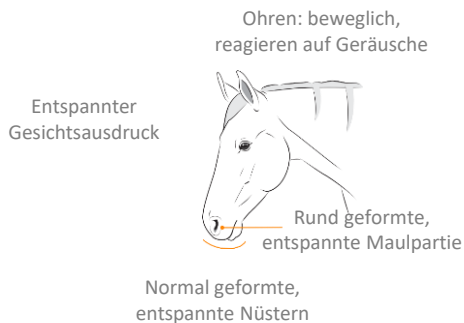 Ohren: beweglich,
reagieren auf Geräusche
Entspannter
Gesichtsausdruck
Rund geformte,
entspannte Maulpartie
Normal geformte,
entspannte Nüstern